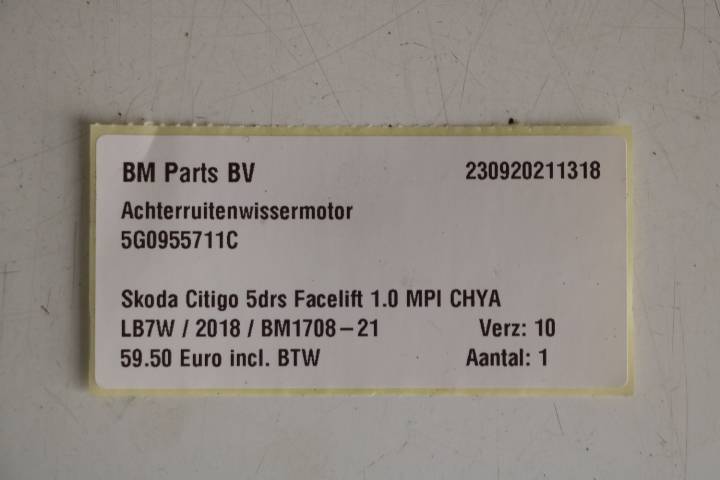 BM Parts BV 230920211318
Achterruitenwissermotor
5G0955711C
Skoda Citigo 5drs Facelift 1.0 MPI CHYA
LB7W / 2018 / BM1708-21 Verz: 10
59.50 Euro incl. BTW Aantal: 1